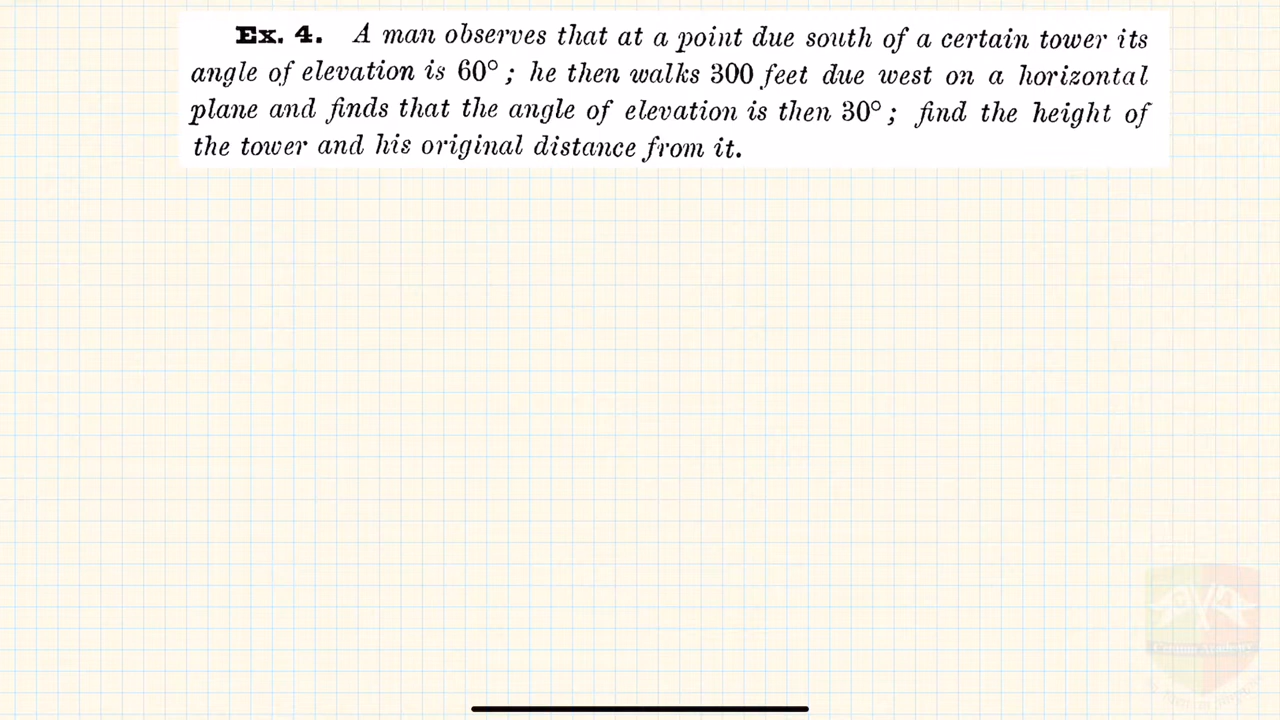 Ex. 4. A man observes that at a point due south of a certain tower its
angle of elevation is 60°; he then walks 300 feet due west on a horizontal
plane and finds that the angle of elevation is then 30°; find the height of
the tower and his original distance from it.